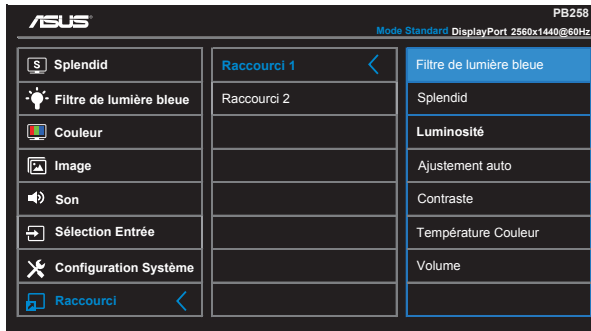 ASUS
PB258
Mode Standard DisplayPort 2560x1440@60Hz
S Splendid
Filtre de lumière bleue
Couleur
Image
Son
Sélection Entrée
Configuration Système
Raccourci
Raccourci 1
Raccourci 2
Filtre de lumière bleue
Splendid
Luminosité
Ajustement auto
Contraste
Température Couleur
Volume